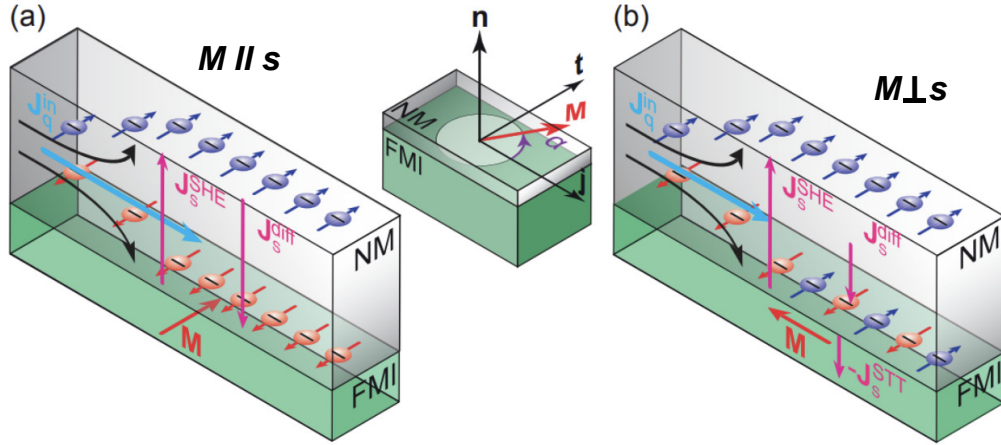 (a)
M // s
J_q^in
J_s^SHE
J_s^diff
NM
M
FMI
n
t
M
NM
α
FMI
j
(b)
M⊥s
J_q^in
J_s^SHE
J_s^diff
NM
M
-J_s^STT
FMI